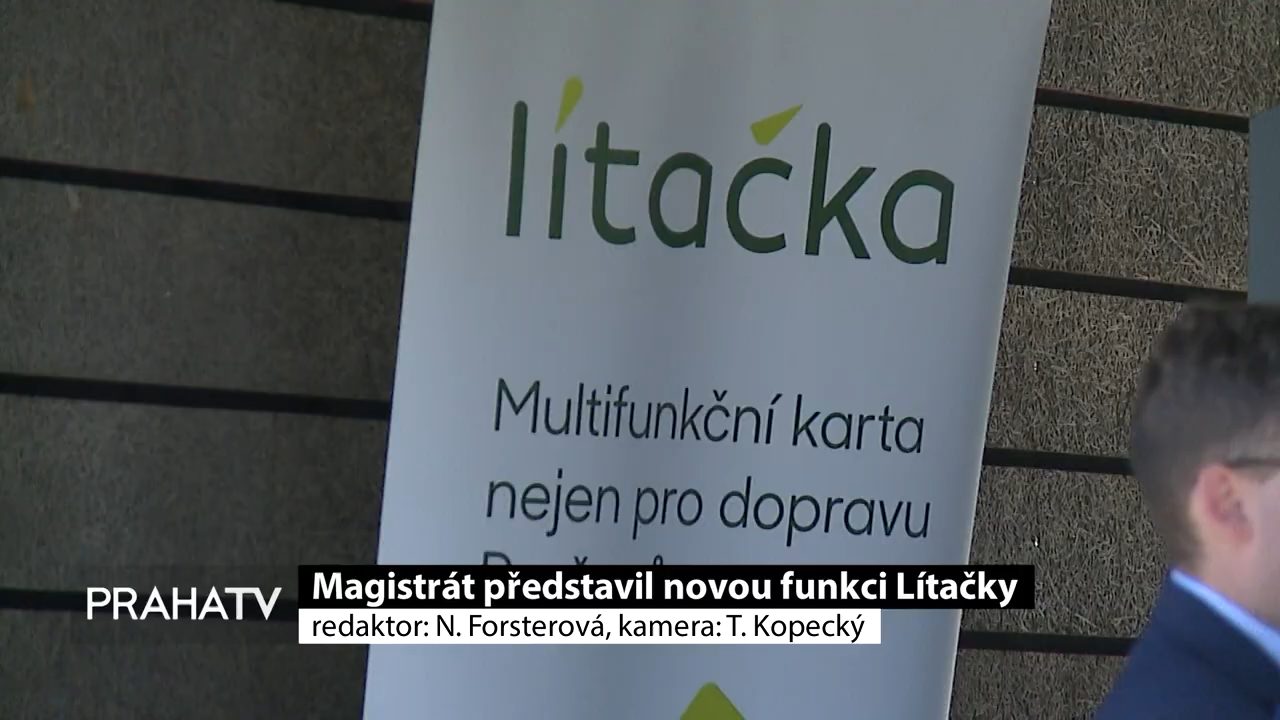 lítačka
Multifunkční karta
nejen pro dopravu
PRAHATV
Magistrát představil novou funkci Lítačky
redaktor: N. Forsterová, kamera: T. Kopecký